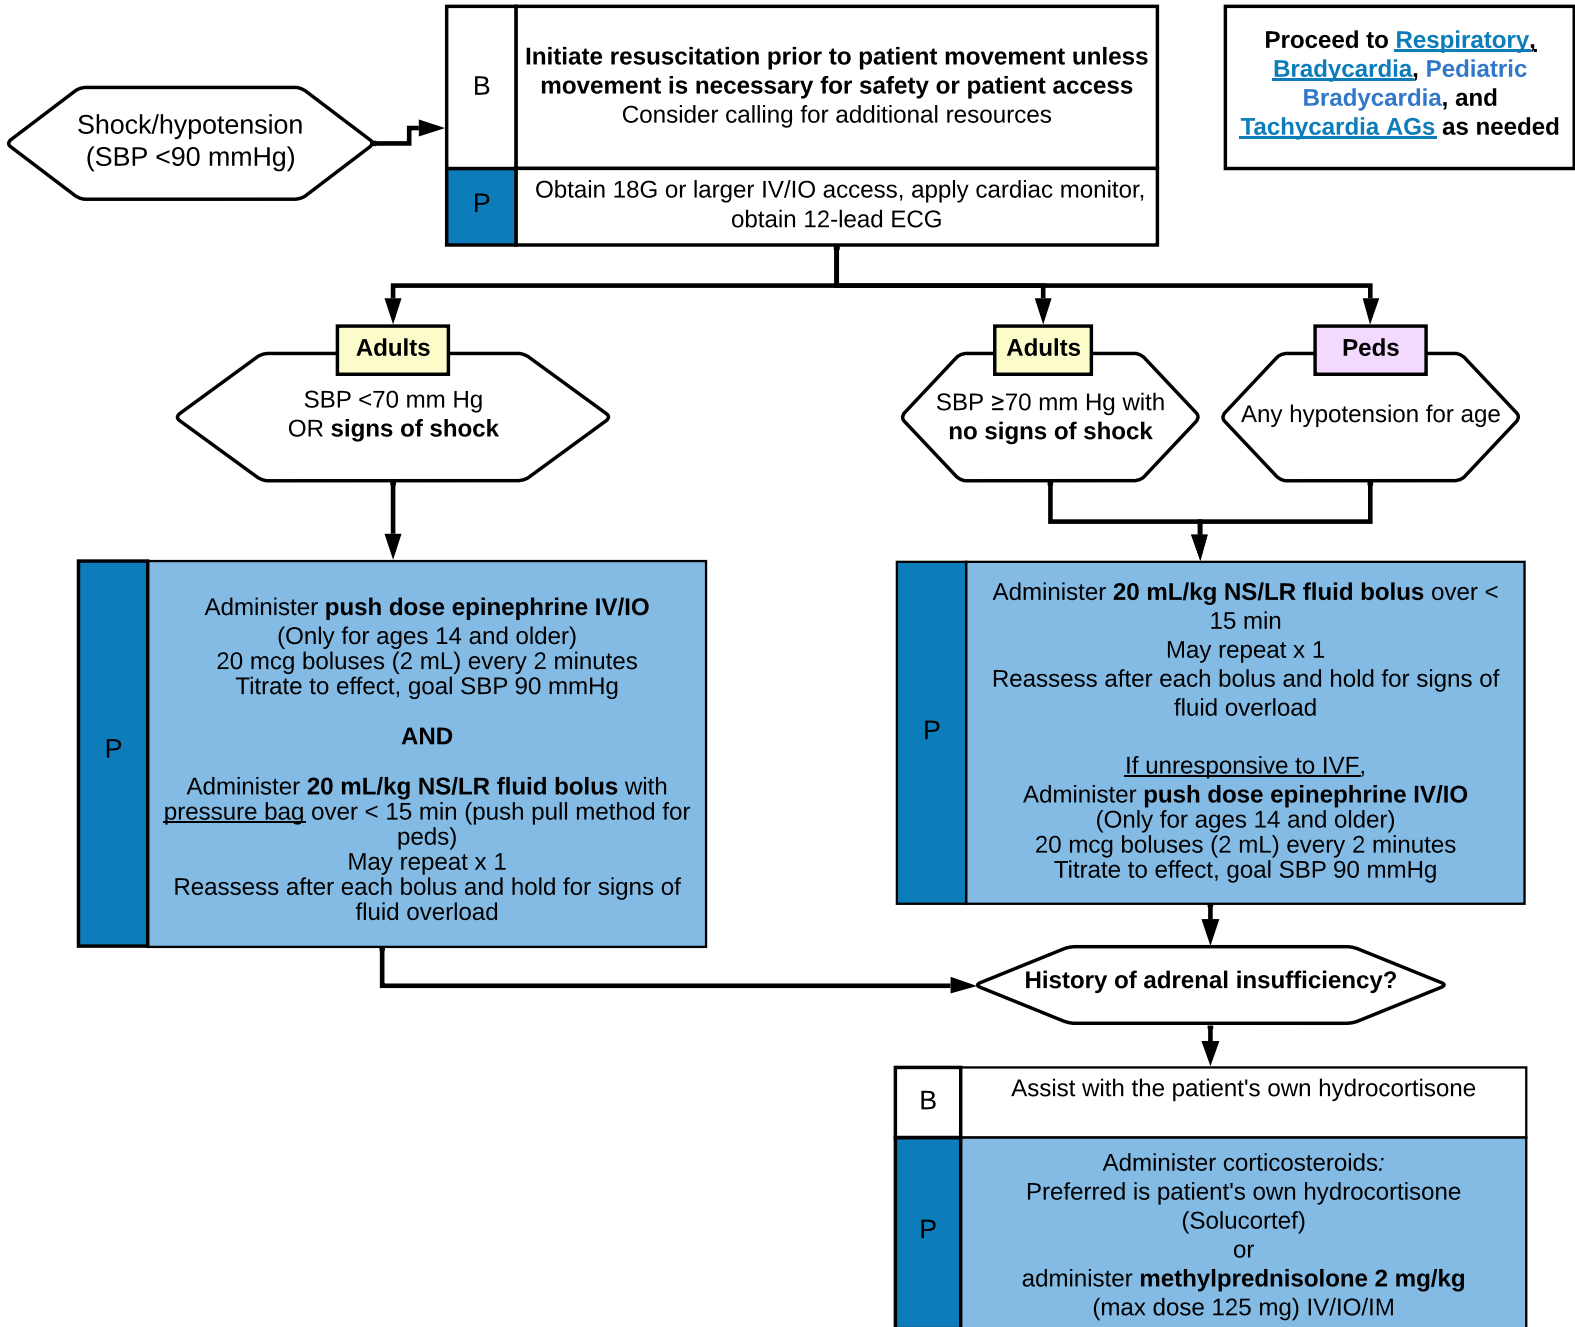 Shock/hypotension
(SBP <90 mmHg)
B
Initiate resuscitation prior to patient movement unless
movement is necessary for safety or patient access
Consider calling for additional resources
P
Obtain 18G or larger IV/IO access, apply cardiac monitor,
obtain 12-lead ECG
Proceed to Respiratory,
Bradycardia, Pediatric
Bradycardia, and
Tachycardia AGs as needed
Adults
SBP <70 mm Hg
OR signs of shock
Adults
SBP ≥70 mm Hg with
no signs of shock
Peds
Any hypotension for age
P
Administer push dose epinephrine IV/IO
(Only for ages 14 and older)
20 mcg boluses (2 mL) every 2 minutes
Titrate to effect, goal SBP 90 mmHg
AND
Administer 20 mL/kg NS/LR fluid bolus with
pressure bag over < 15 min (push pull method for
peds)
May repeat x 1
Reassess after each bolus and hold for signs of
fluid overload
P
Administer 20 mL/kg NS/LR fluid bolus over <
15 min
May repeat x 1
Reassess after each bolus and hold for signs of
fluid overload
If unresponsive to IVF,
Administer push dose epinephrine IV/IO
(Only for ages 14 and older)
20 mcg boluses (2 mL) every 2 minutes
Titrate to effect, goal SBP 90 mmHg
History of adrenal insufficiency?
B
Assist with the patient's own hydrocortisone
P
Administer corticosteroids:
Preferred is patient's own hydrocortisone
(Solucortef)
or
administer methylprednisolone 2 mg/kg
(max dose 125 mg) IV/IO/IM